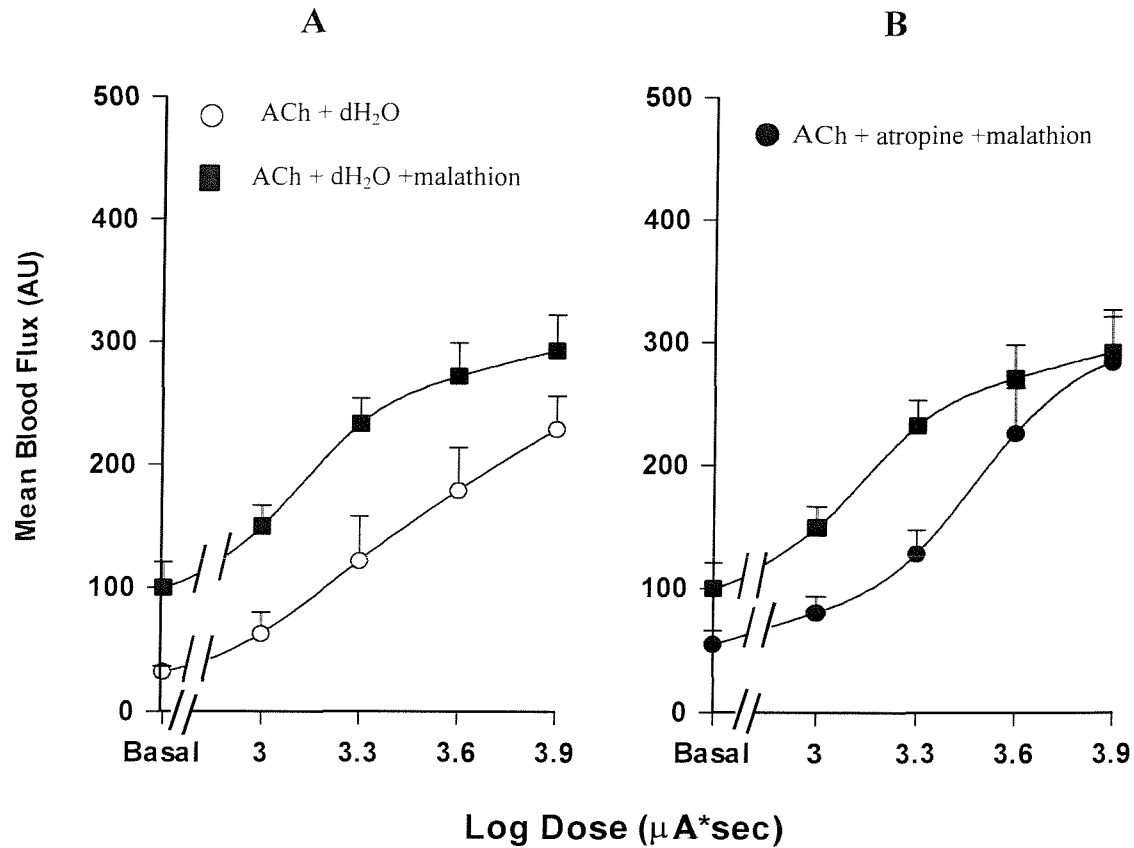 A
B
500
400
300
200
100
0
ACh + dH₂O
ACh + dH₂O +malathion
Mean Blood Flux (AU)
Basal 3 3.3 3.6 3.9
500
400
300
200
100
0
ACh + atropine +malathion
Basal 3 3.3 3.6 3.9
Log Dose (μA*sec)